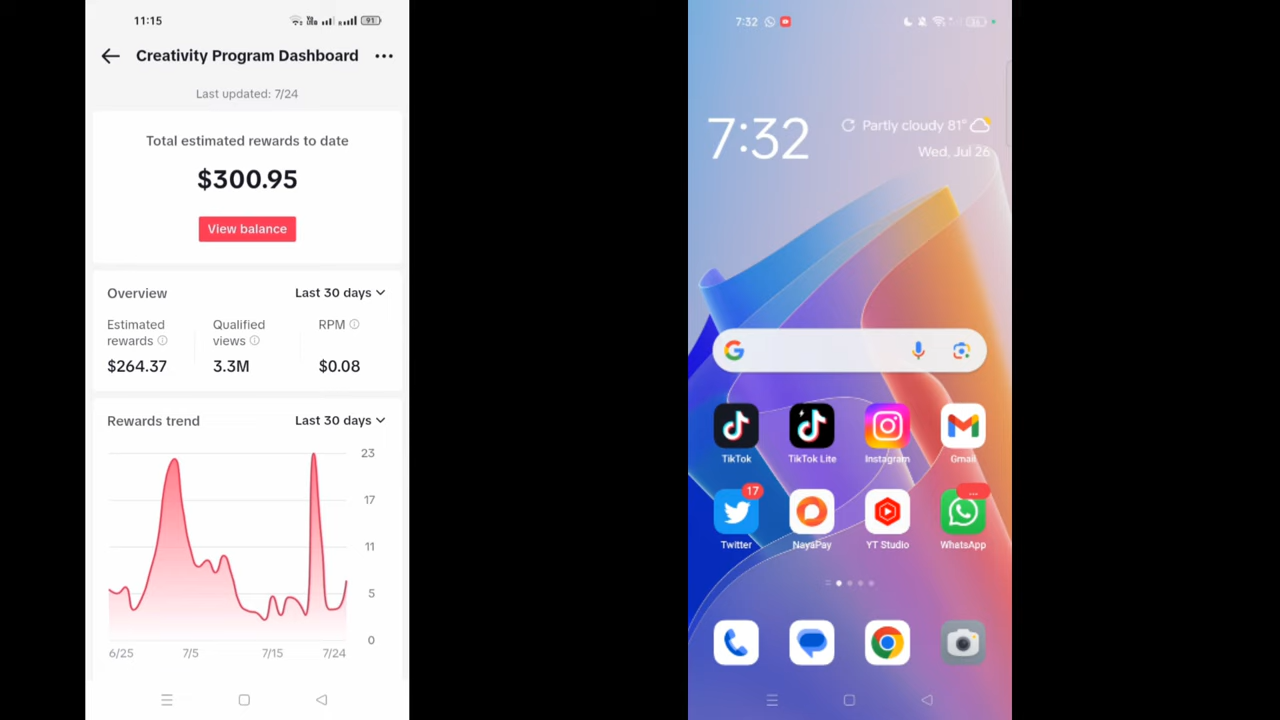 11:15
91
Creativity Program Dashboard
Last updated: 7/24
Total estimated rewards to date
$300.95
View balance
Overview
Last 30 days
Estimated rewards
Qualified views
RPM
$264.37
3.3M
$0.08
Rewards trend
Last 30 days
23
17
11
5
0
6/25
7/5
7/15
7/24
7:32
7:32
Partly cloudy 81°
Wed, Jul 26
TikTok
TikTok Lite
Instagram
Gmail
17
...
Twitter
NayaPay
YT Studio
WhatsApp